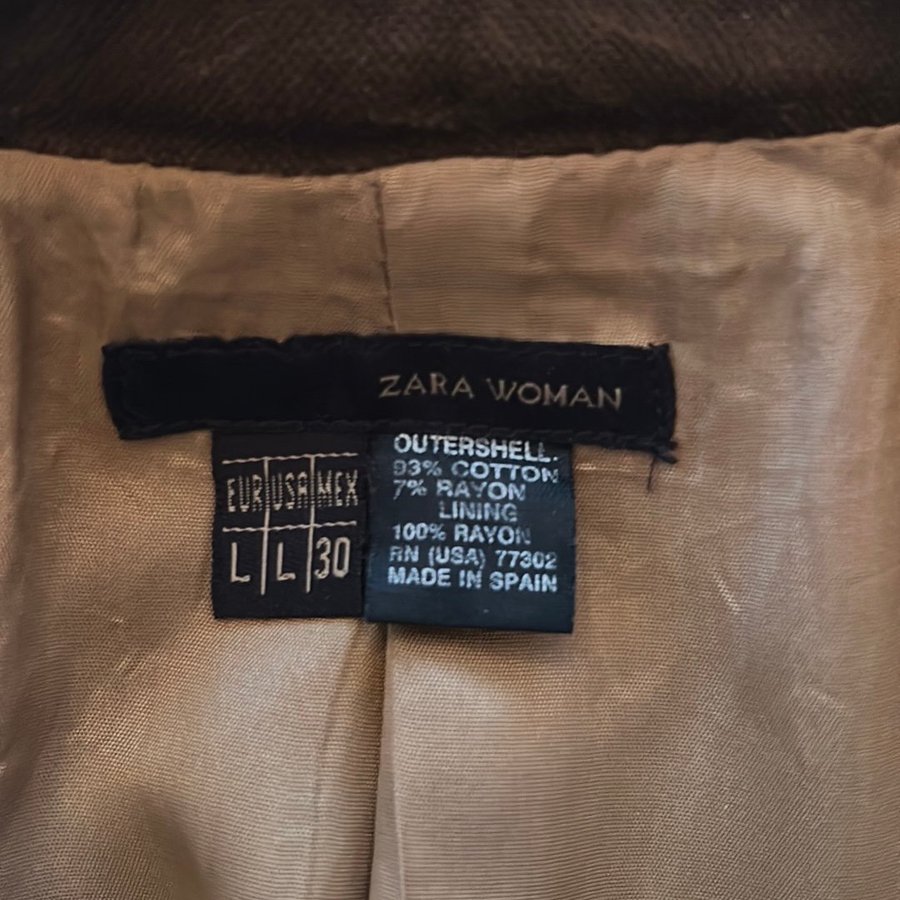 ZARA WOMAN
EUR USA MEX
L L 30
OUTERSHELL:
93% COTTON
7% RAYON
LINING
100% RAYON
RN (USA) 77302
MADE IN SPAIN